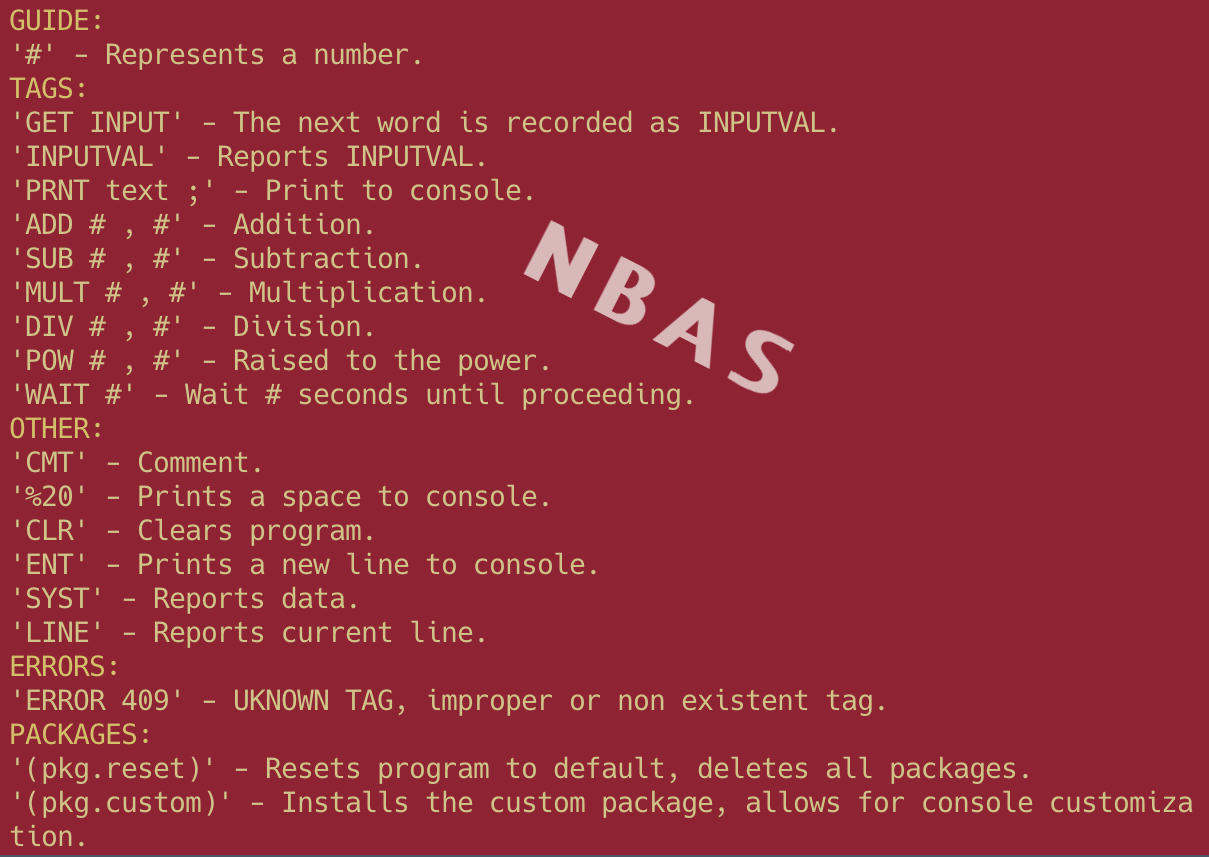 GUIDE:
'#' – Represents a number.
TAGS:
'GET INPUT' – The next word is recorded as INPUTVAL.
'INPUTVAL' – Reports INPUTVAL.
'PRNT text ;' – Print to console.
'ADD # , #' – Addition.
'SUB # , #' – Subtraction.
'MULT # , #' – Multiplication.
'DIV # , #' – Division.
'POW # , #' – Raised to the power.
'WAIT #' – Wait # seconds until proceeding.
NBAS
OTHER:
'CMT' – Comment.
'%20' – Prints a space to console.
'CLR' – Clears program.
'ENT' – Prints a new line to console.
'SYST' – Reports data.
'LINE' – Reports current line.
ERRORS:
'ERROR 409' – UKNOWN TAG, improper or non existent tag.
PACKAGES:
'(pkg.reset)' – Resets program to default, deletes all packages.
'(pkg.custom)' – Installs the custom package, allows for console customiza
tion.